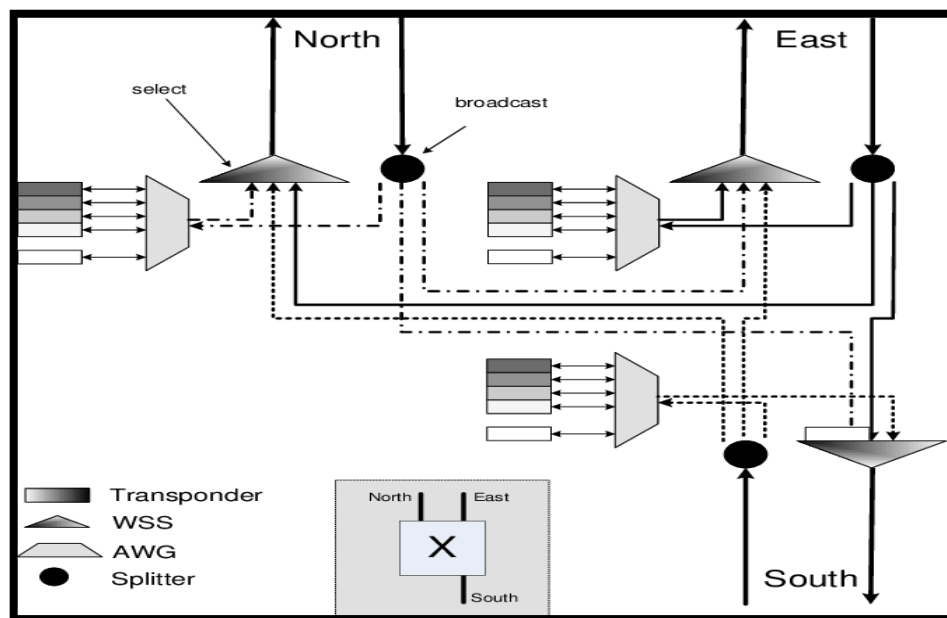 North
East
select
broadcast
Transponder
WSS
AWG
Splitter
North
East
X
South
South